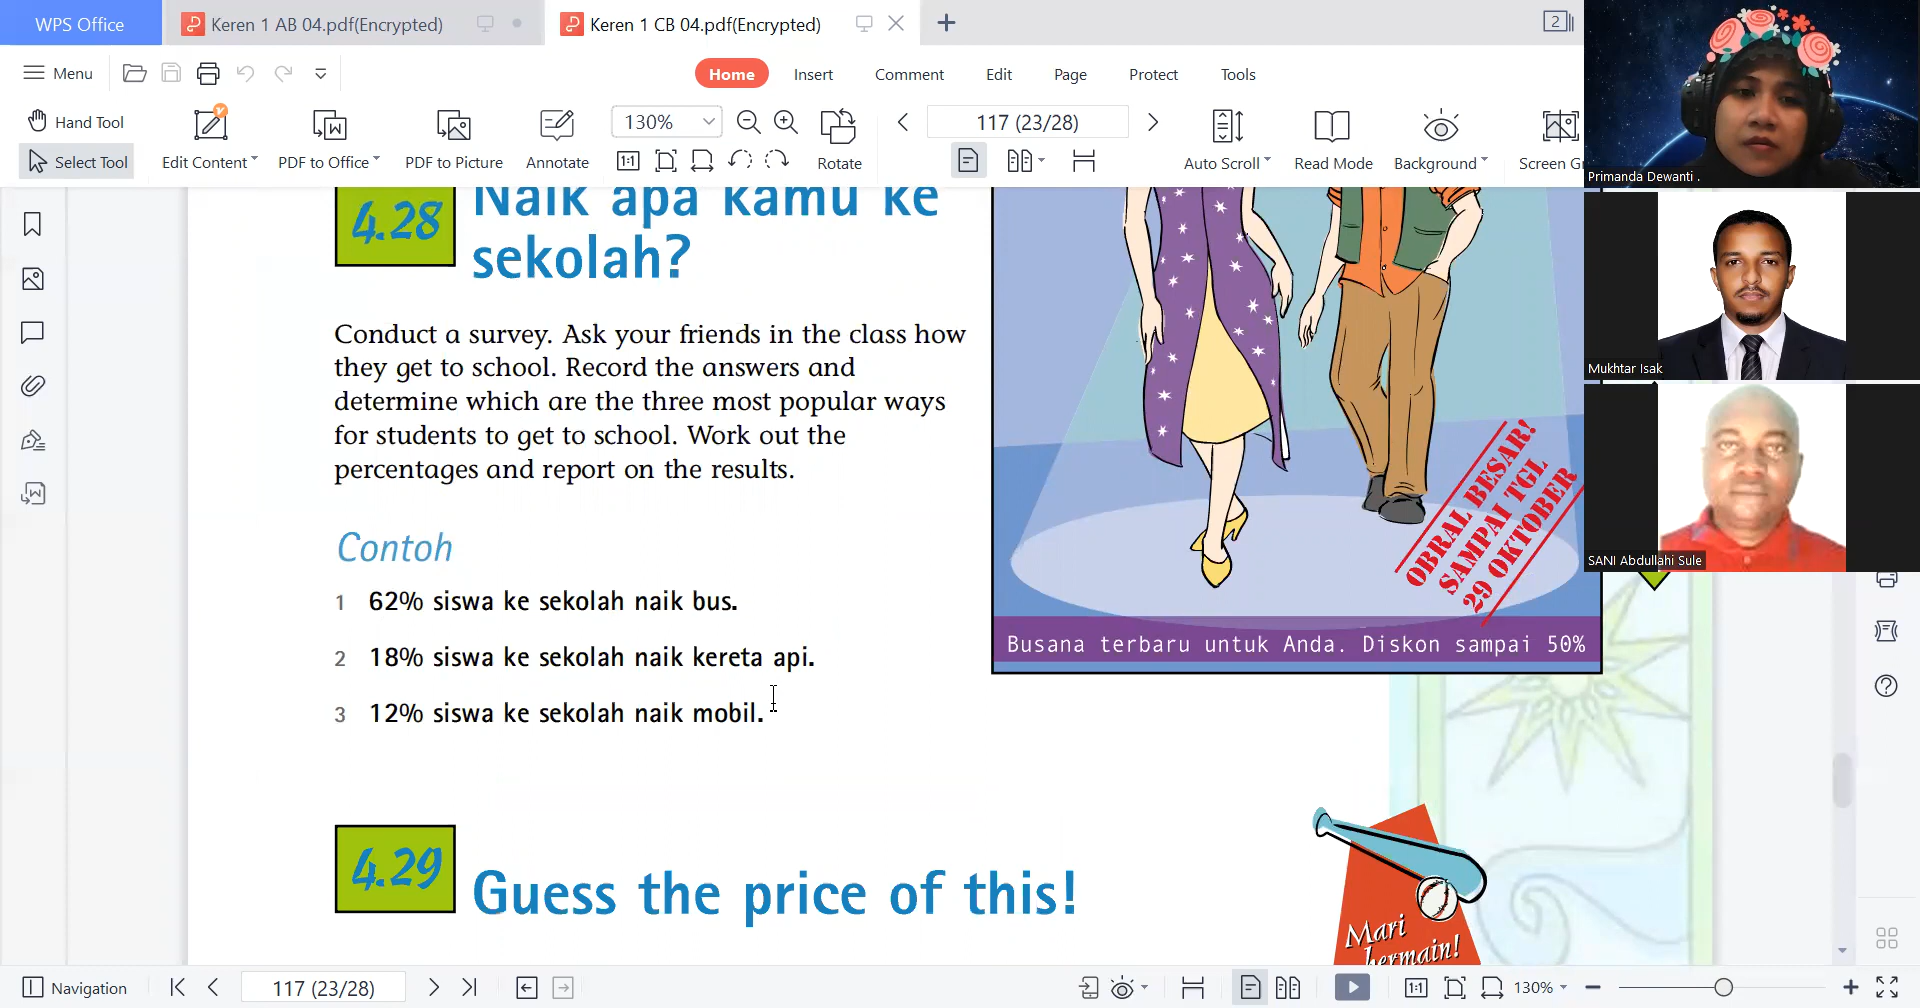 WPS Office
Keren 1 AB 04.pdf(Encrypted)
Keren 1 CB 04.pdf(Encrypted)
2
Menu
Home
Insert
Comment
Edit
Page
Protect
Tools
Hand Tool
Select Tool
Edit Content
PDF to Office
PDF to Picture
Annotate
130%
1:1
Rotate
117 (23/28)
Auto Scroll
Read Mode
Background
Screen Gr
Primanda Dewanti .
Mukhtar Isak
SANI Abdullahi Sule
4.28
Naik apa kamu ke
sekolah?
Conduct a survey. Ask your friends in the class how
they get to school. Record the answers and
determine which are the three most popular ways
for students to get to school. Work out the
percentages and report on the results.
Contoh
1 62% siswa ke sekolah naik bus.
2 18% siswa ke sekolah naik kereta api.
3 12% siswa ke sekolah naik mobil.
OBRAL BESAR!
SAMPAI TGL
29 OKTOBER
Busana terbaru untuk Anda. Diskon sampai 50%
4.29
Guess the price of this!
Mari
bermain!
Navigation
117 (23/28)
1:1
130%